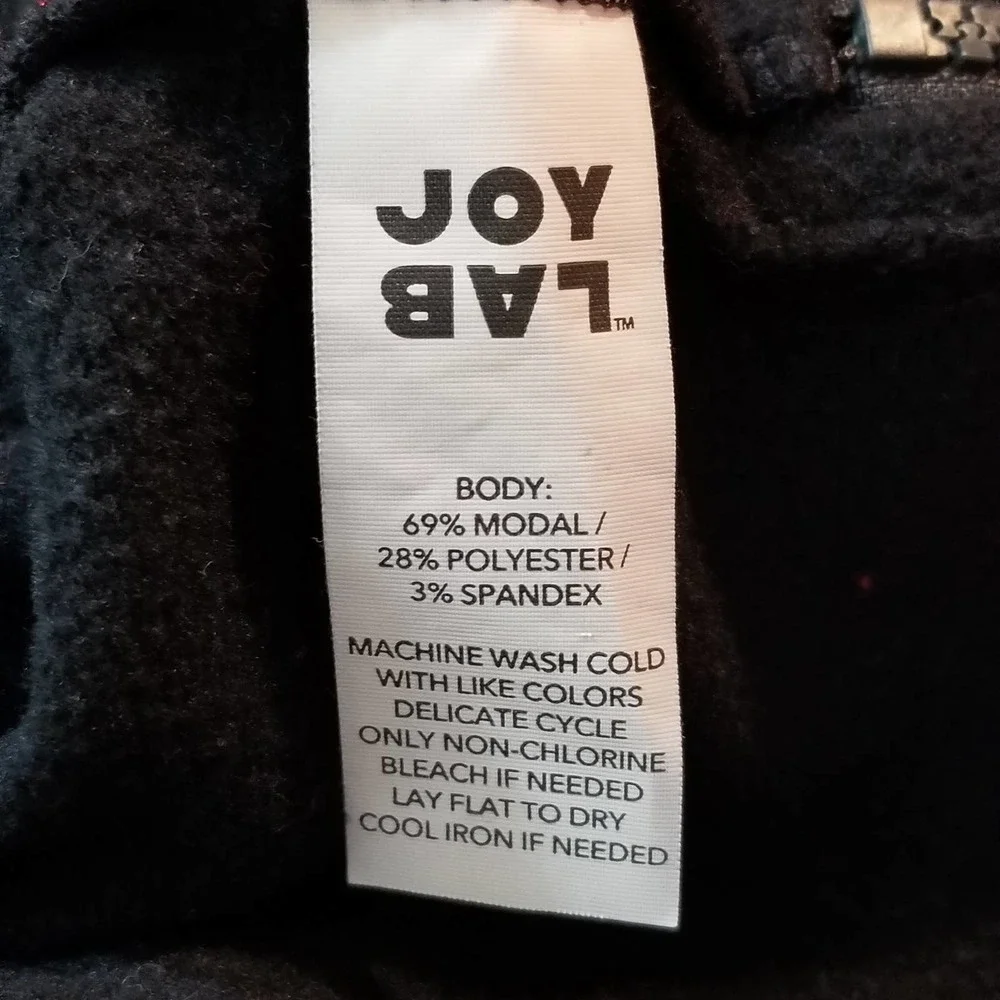 JOY
LAB™
BODY:
69% MODAL /
28% POLYESTER /
3% SPANDEX
MACHINE WASH COLD
WITH LIKE COLORS
DELICATE CYCLE
ONLY NON-CHLORINE
BLEACH IF NEEDED
LAY FLAT TO DRY
COOL IRON IF NEEDED